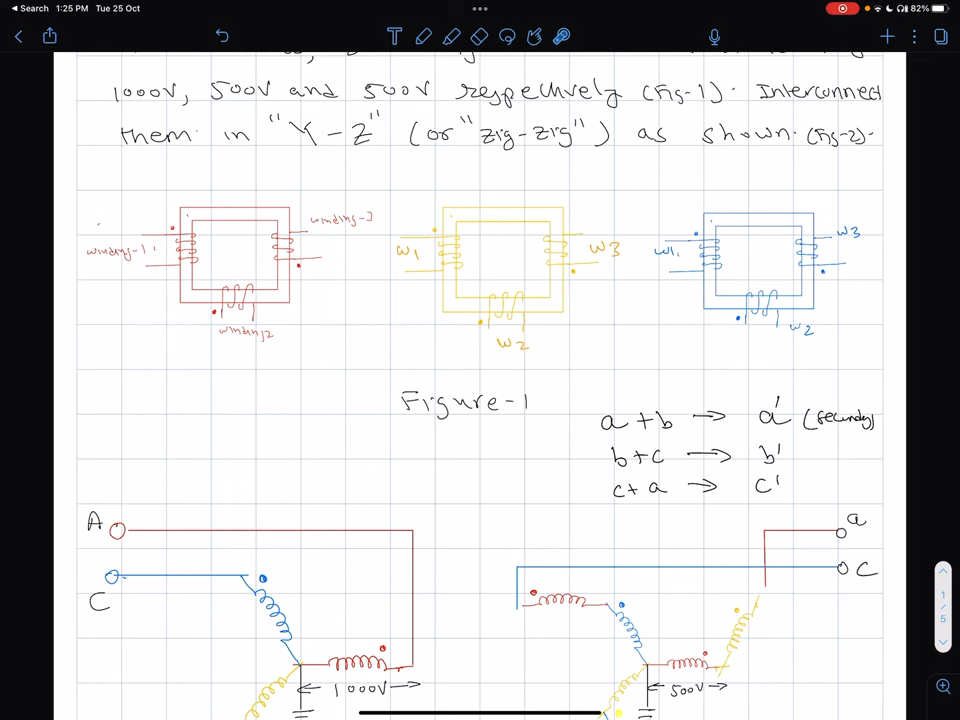 Search 1:25 PM Tue 25 Oct 82%
1000V, 500V and 500V respectively (Fig-1). Interconnect
them in "Y-Z" (or "zig-zig") as shown. (Fig-2).
winding-1
winding-3
winding2
W1
W3
W2
W1
W3
W2
Figure-1
a + b → a' (secondary)
b + c → b'
c + a → c'
A
C
1000V
a
C
500V
1
/
5